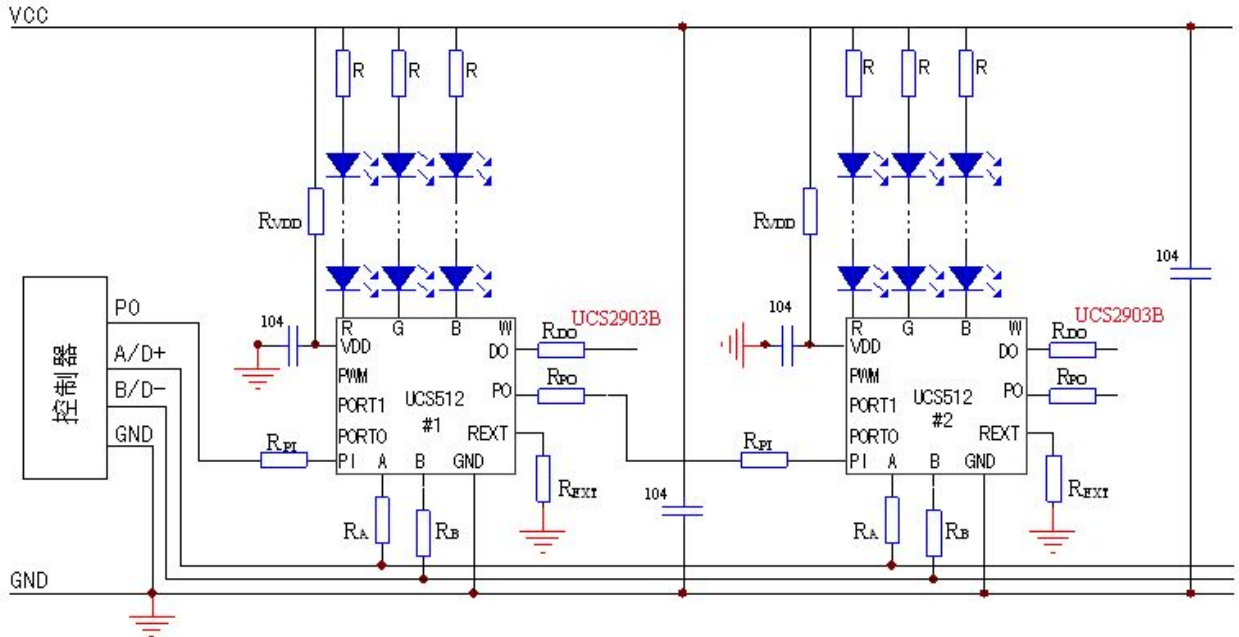 VCC
R R R R R R
RVDD RVDD
104
UCS2903B UCS2903B
控制器
PO
A/D+
B/D-
GND
104 104
R G B W R G B W
VDD VDD
RDO RDO
DO DO
PWM PWM
RPO RPO
PO PO
PORT1 UCS512 PORT1 UCS512
#1 #2
PORTO REXT PORTO REXT
RPI RPI
PI A B GND PI A B GND
REXT REXT
104
RA RB RA RB
GND